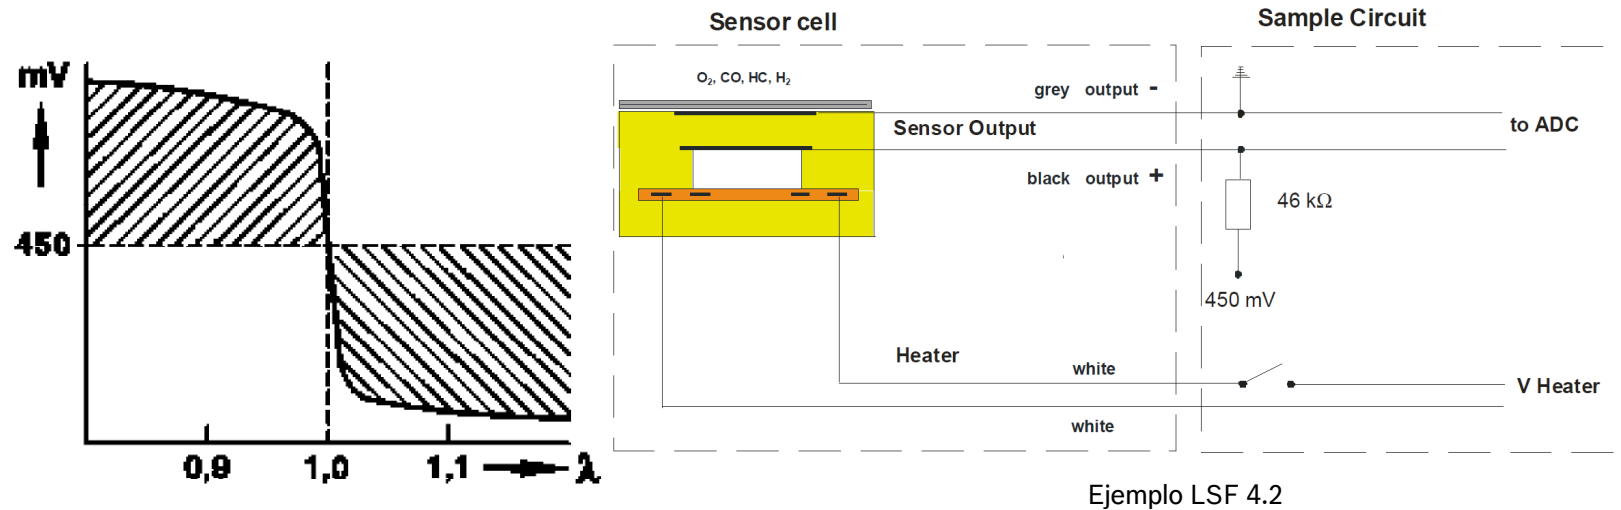 mV
450
0,9
1,0
1,1
λ
Sensor cell
O₂, CO, HC, H₂
grey output -
Sensor Output
black output +
Heater
white
white
Sample Circuit
to ADC
46 kΩ
450 mV
V Heater
Ejemplo LSF 4.2